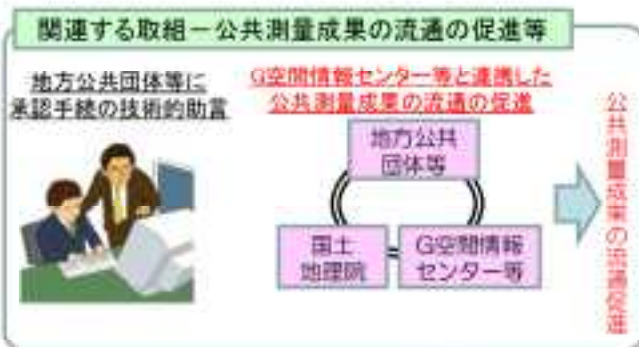 関連する取組－公共測量成果の流通の促進等
地方公共団体等に
承認手続の技術的助言
G空間情報センター等と連携した
公共測量成果の流通の促進
地方公共
団体等
国土
地理院
G空間情報
センター等
公共測量成果の流通促進